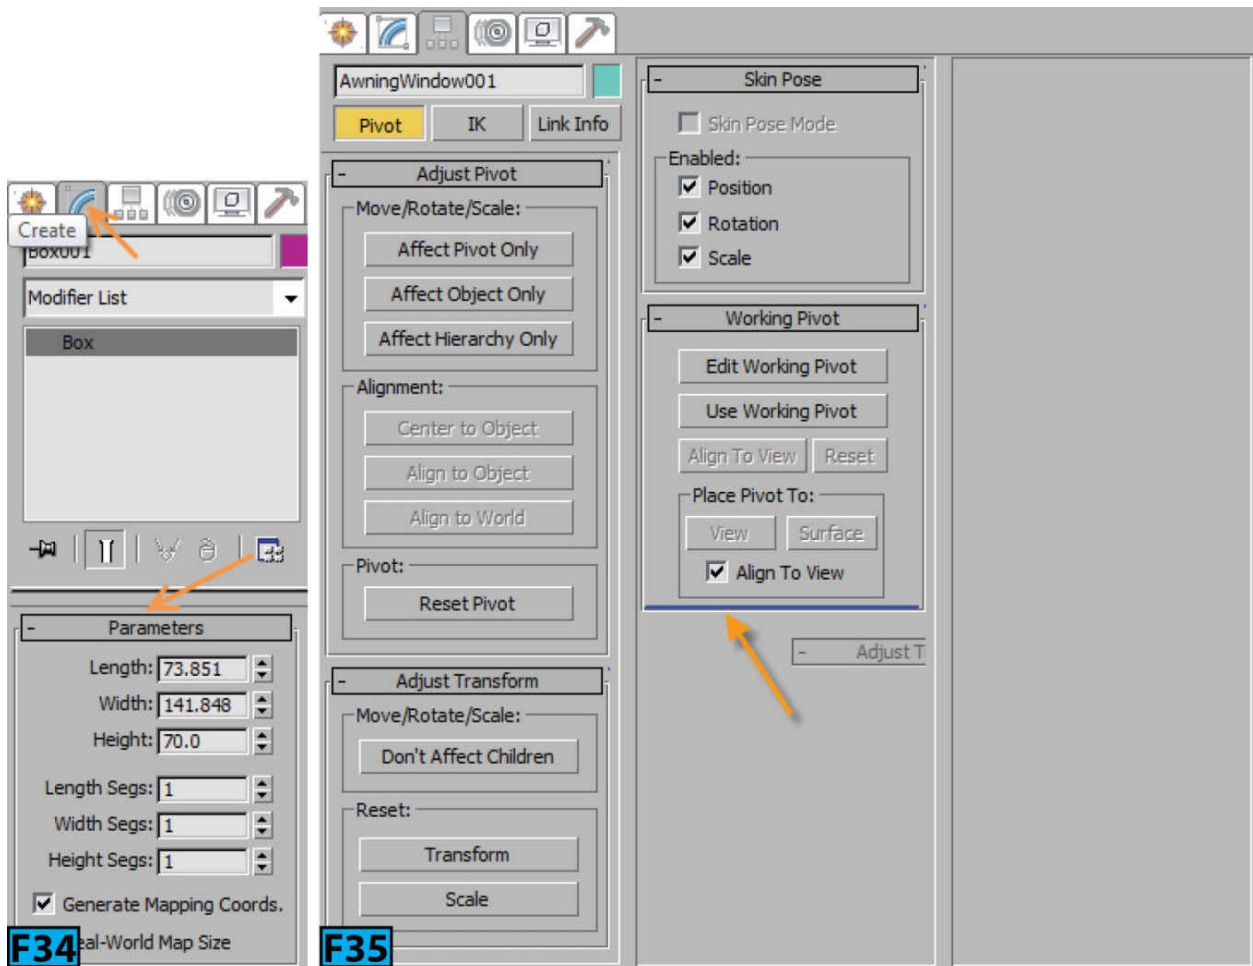 Create
Box001
Modifier List
Box
- Parameters
Length: 73.851
Width: 141.848
Height: 70.0
Length Segs: 1
Width Segs: 1
Height Segs: 1
Generate Mapping Coords.
eal-World Map Size
F34
AwningWindow001
Pivot IK Link Info
- Adjust Pivot
Move/Rotate/Scale:
Affect Pivot Only
Affect Object Only
Affect Hierarchy Only
Alignment:
Center to Object
Align to Object
Align to World
Pivot:
Reset Pivot
- Adjust Transform
Move/Rotate/Scale:
Don't Affect Children
Reset:
Transform
Scale
F35
- Skin Pose
Skin Pose Mode
Enabled:
Position
Rotation
Scale
- Working Pivot
Edit Working Pivot
Use Working Pivot
Align To View Reset
Place Pivot To:
View Surface
Align To View
- Adjust T